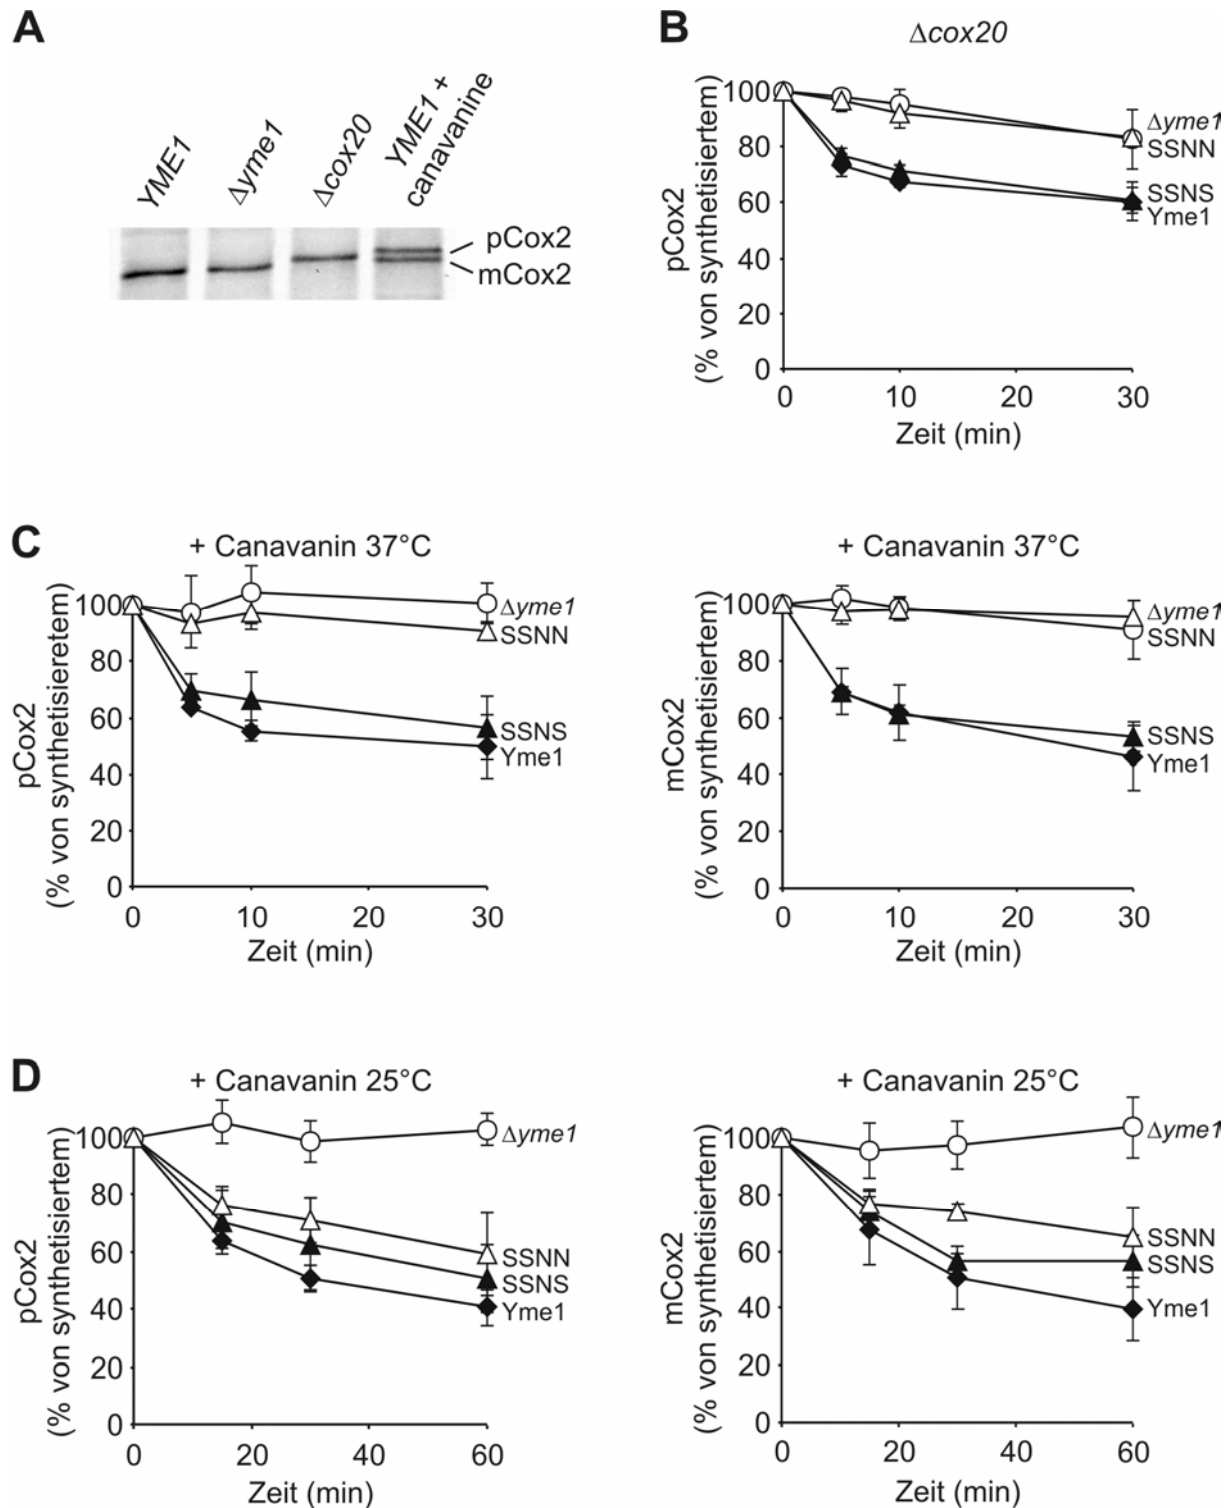 A
YME1
Δyme1
Δcox20
YME1 +
canavanine
pCox2
mCox2
B
Δcox20
pCox2
(% von synthetisiertem)
100
80
60
40
20
0
0 10 20 30
Zeit (min)
Δyme1
SSNN
SSNS
Yme1
C
+ Canavanin 37°C
pCox2
(% von synthetisieretem)
100
80
60
40
20
0
0 10 20 30
Zeit (min)
Δyme1
SSNN
SSNS
Yme1
+ Canavanin 37°C
mCox2
(% von synthetisiertem)
100
80
60
40
20
0
0 10 20 30
Zeit (min)
Δyme1
SSNN
SSNS
Yme1
D
+ Canavanin 25°C
pCox2
(% von synthetisiertem)
100
80
60
40
20
0
0 20 40 60
Zeit (min)
Δyme1
SSNN
SSNS
Yme1
+ Canavanin 25°C
mCox2
(% von synthetisiertem)
100
80
60
40
20
0
0 20 40 60
Zeit (min)
Δyme1
SSNN
SSNS
Yme1